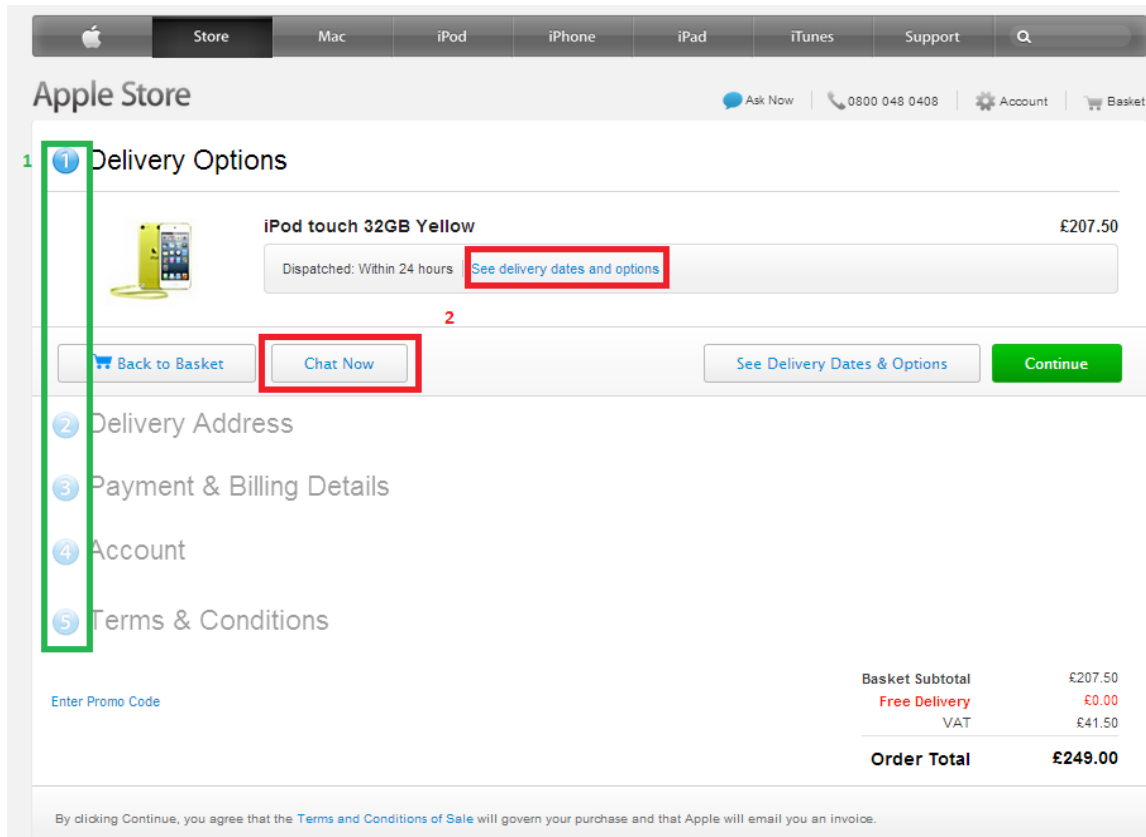 Store Mac iPod iPhone iPad iTunes Support
Apple Store
Ask Now 0800 048 0408 Account Basket
1 1 Delivery Options
iPod touch 32GB Yellow £207.50
Dispatched: Within 24 hours See delivery dates and options
2
Back to Basket Chat Now See Delivery Dates & Options Continue
2 Delivery Address
3 Payment & Billing Details
4 Account
5 Terms & Conditions
Basket Subtotal £207.50
Enter Promo Code Free Delivery £0.00
VAT £41.50
Order Total £249.00
By clicking Continue, you agree that the Terms and Conditions of Sale will govern your purchase and that Apple will email you an invoice.